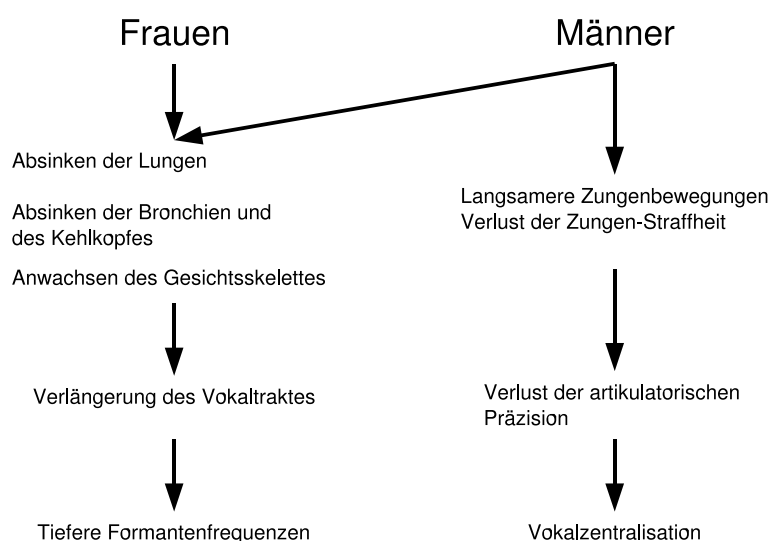 Frauen
Männer
Absinken der Lungen
Absinken der Bronchien und
des Kehlkopfes
Anwachsen des Gesichtsskelettes
Langsamere Zungenbewegungen
Verlust der Zungen-Straffheit
Verlängerung des Vokaltraktes
Verlust der artikulatorischen
Präzision
Tiefere Formantenfrequenzen
Vokalzentralisation